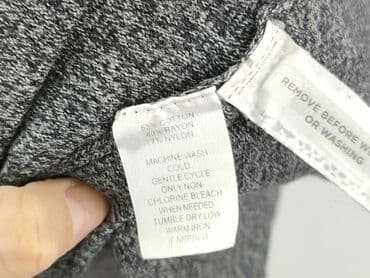 COTTON
40% RAYON
7% NYLON
MACHINE WASH
COLD
GENTLE CYCLE
ONLY NON-
CHLORINE BLEACH
WHEN NEEDED
TUMBLE DRY LOW
WARM IRON
IF NEEDED
REMOVE BEFORE W
OR WASHING